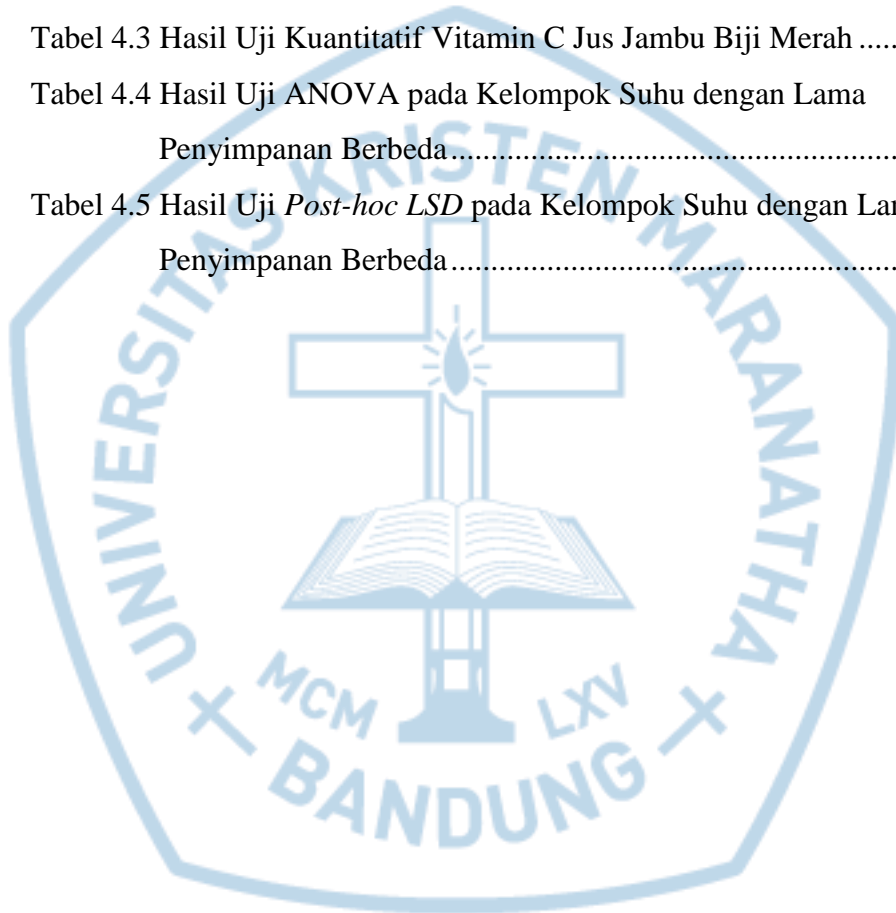 Tabel 4.3 Hasil Uji Kuantitatif Vitamin C Jus Jambu Biji Merah .....
Tabel 4.4 Hasil Uji ANOVA pada Kelompok Suhu dengan Lama
Penyimpanan Berbeda......................................................
Tabel 4.5 Hasil Uji Post-hoc LSD pada Kelompok Suhu dengan
Penyimpanan Berbeda......................................................
UNIVERSITAS KRISTEN MARANATHA
MCM LXV
BANDUNG